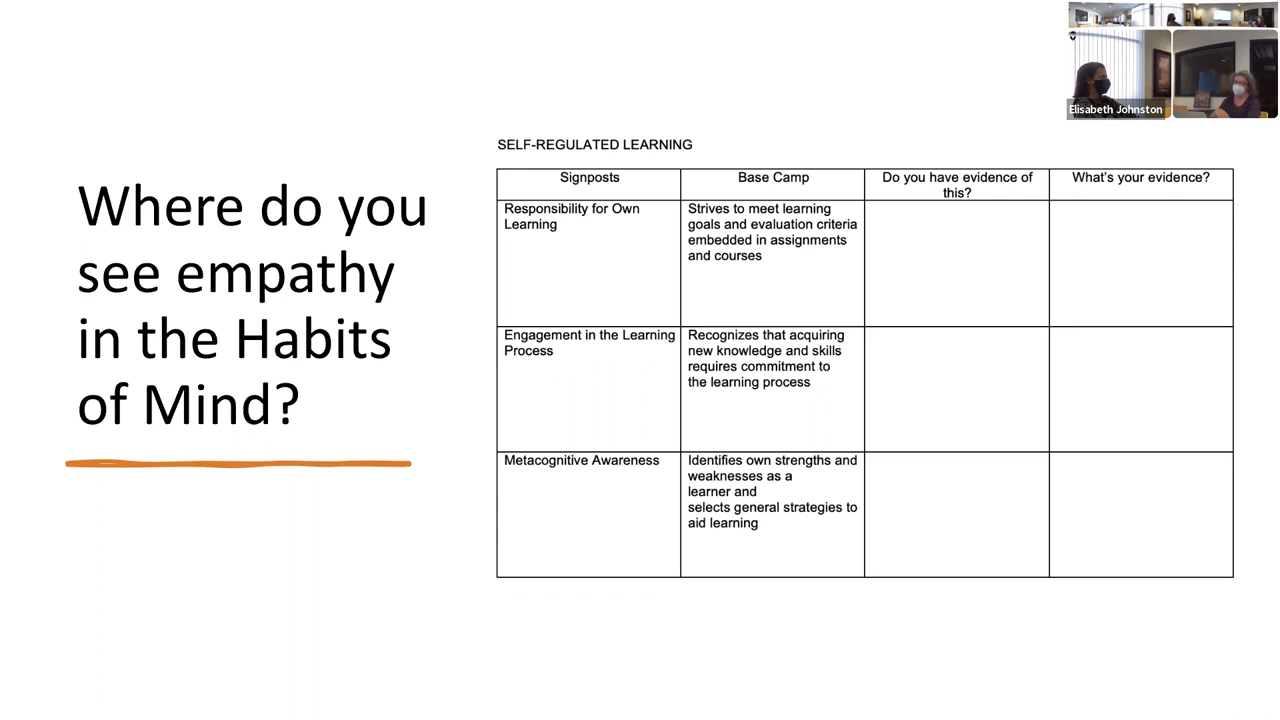 Elisabeth Johnston
Where do you
see empathy
in the Habits
of Mind?
SELF-REGULATED LEARNING
Signposts
Base Camp
Do you have evidence of
this?
What's your evidence?
Responsibility for Own
Learning
Strives to meet learning
goals and evaluation criteria
embedded in assignments
and courses
Engagement in the Learning
Process
Recognizes that acquiring
new knowledge and skills
requires commitment to
the learning process
Metacognitive Awareness
Identifies own strengths and
weaknesses as a
learner and
selects general strategies to
aid learning